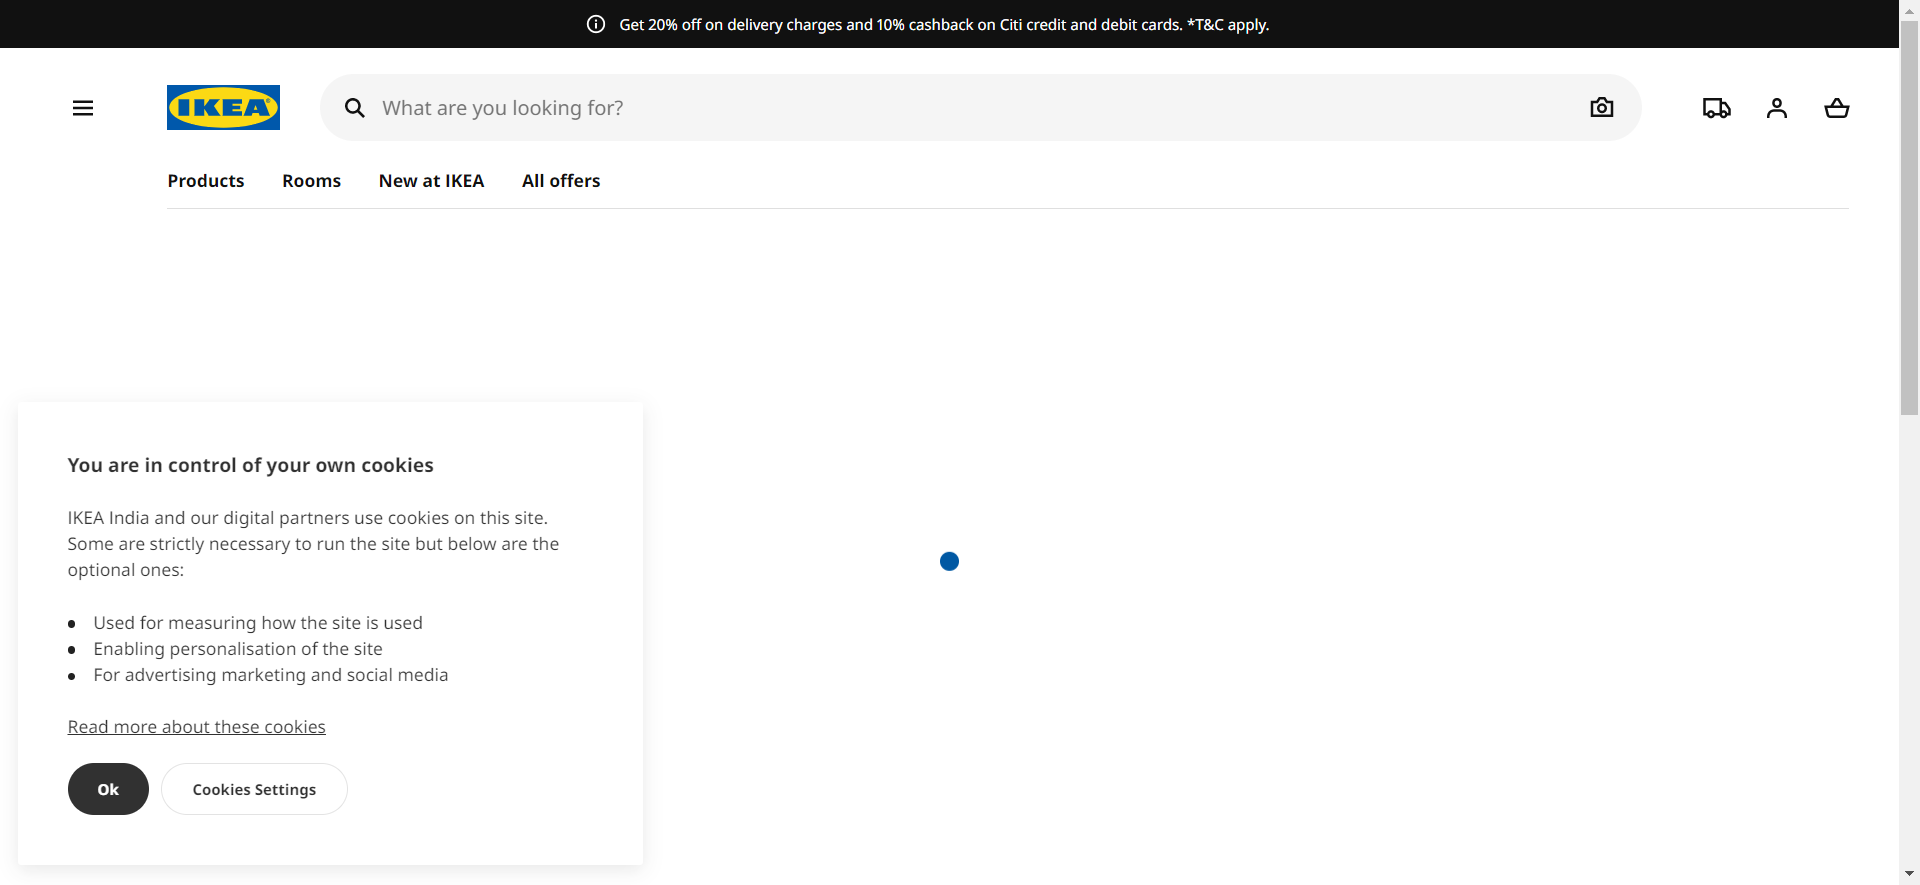 Get 20% off on delivery charges and 10% cashback on Citi credit and debit cards. *T&C apply.
IKEA
What are you looking for?
Products
Rooms
New at IKEA
All offers
You are in control of your own cookies
IKEA India and our digital partners use cookies on this site.
Some are strictly necessary to run the site but below are the
optional ones:
Used for measuring how the site is used
Enabling personalisation of the site
For advertising marketing and social media
Read more about these cookies
Ok
Cookies Settings